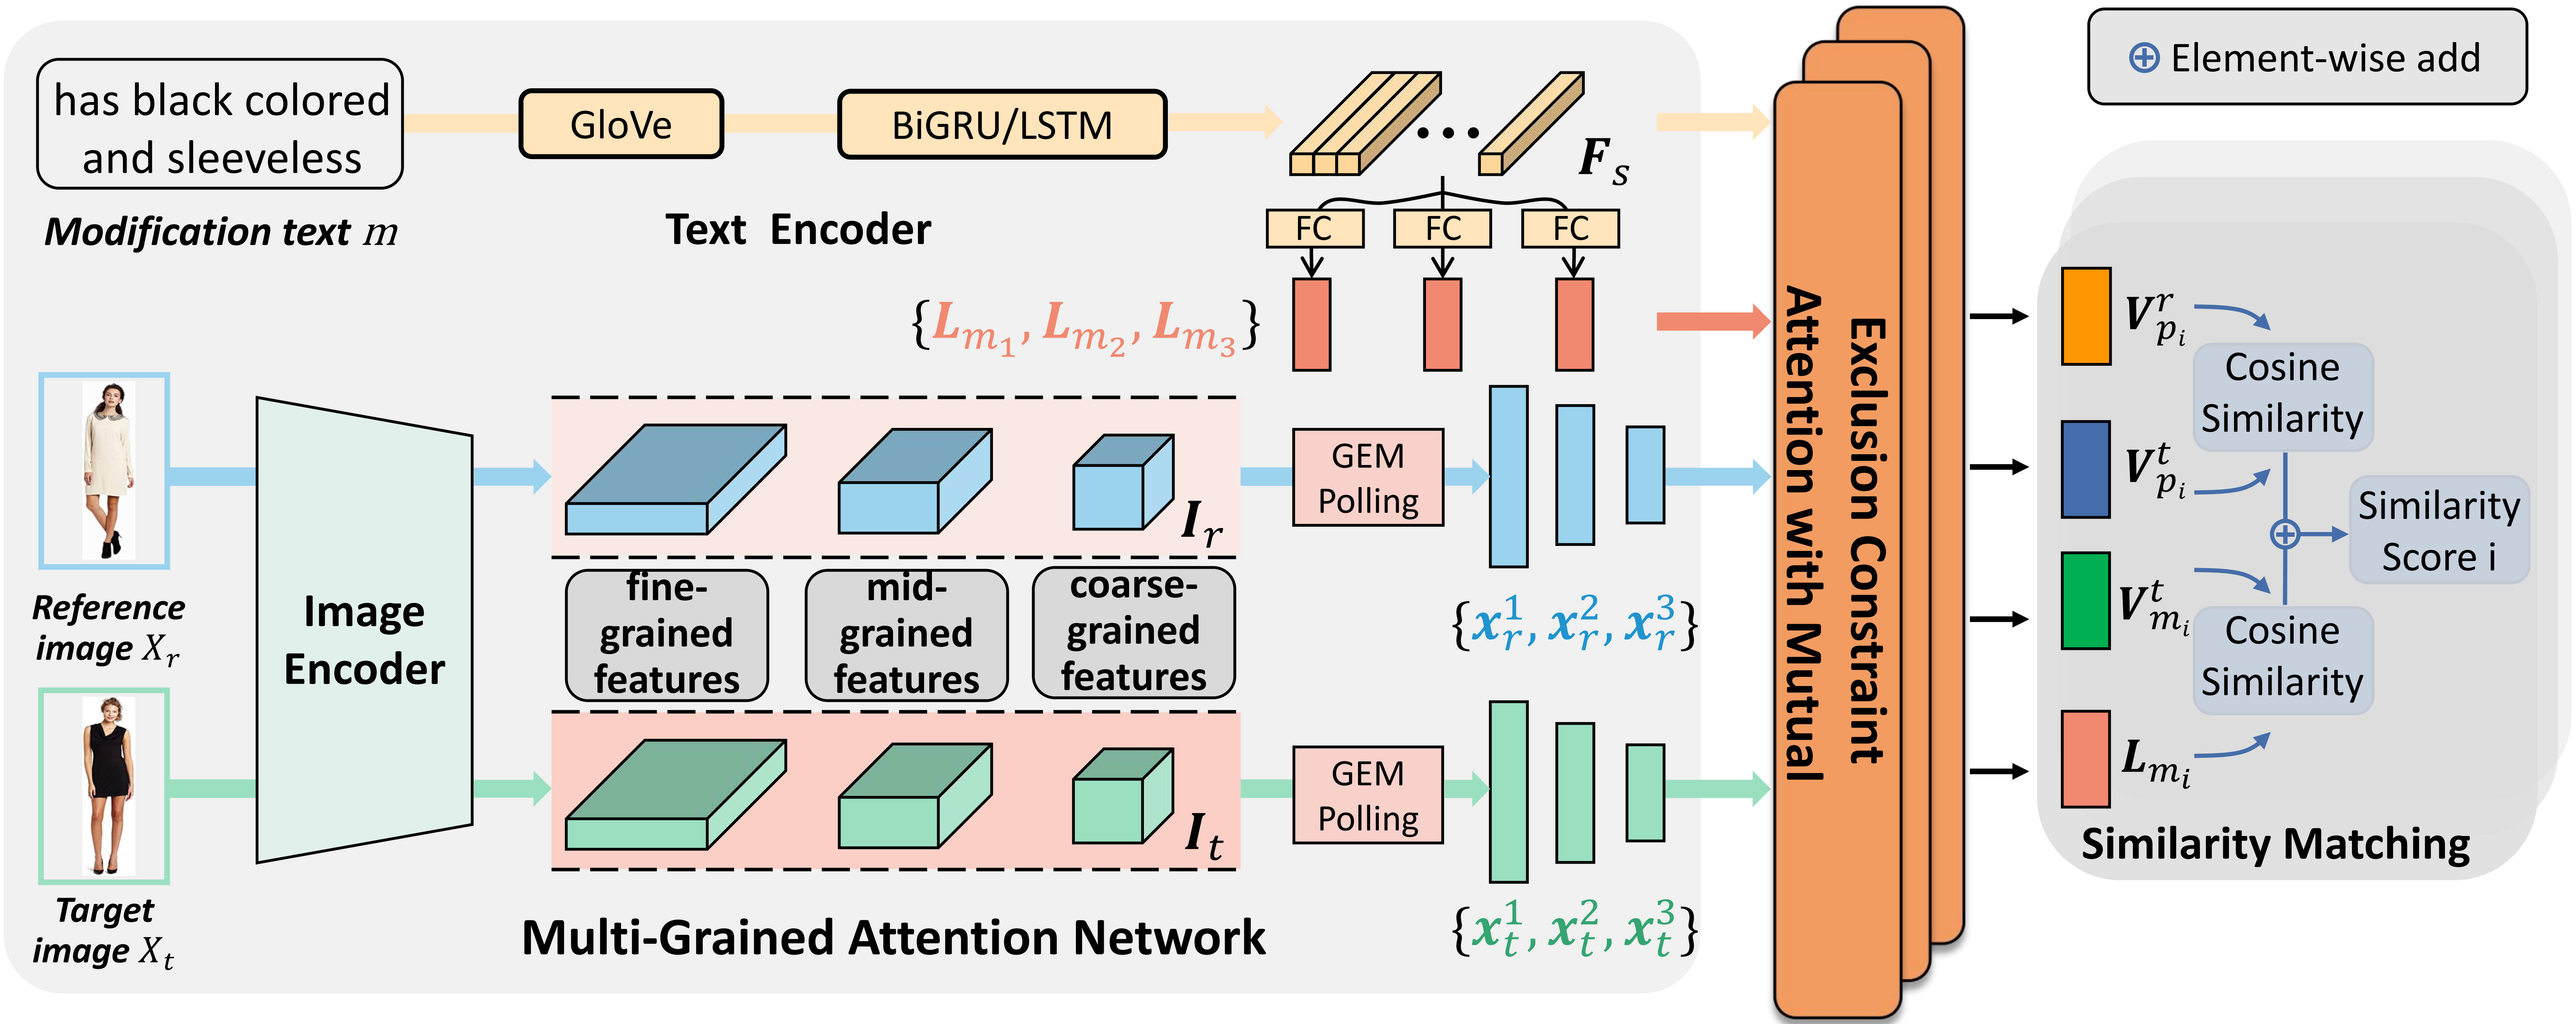 has black colored
and sleeveless
Modification text m
GloVe
BiGRU/LSTM
Text Encoder
F_s
FC
FC
FC
{L_{m_1}, L_{m_2}, L_{m_3}}
Reference
image X_r
Target
image X_t
Image
Encoder
I_r
fine-
grained
features
mid-
grained
features
coarse-
grained
features
I_t
GEM
Polling
GEM
Polling
{x_r^1, x_r^2, x_r^3}
{x_t^1, x_t^2, x_t^3}
Multi-Grained Attention Network
Attention with Mutual
Exclusion Constraint
⊕ Element-wise add
V_{p_i}^r
V_{p_i}^t
V_{m_i}^t
L_{m_i}
Cosine
Similarity
Similarity
Score i
Cosine
Similarity
Similarity Matching